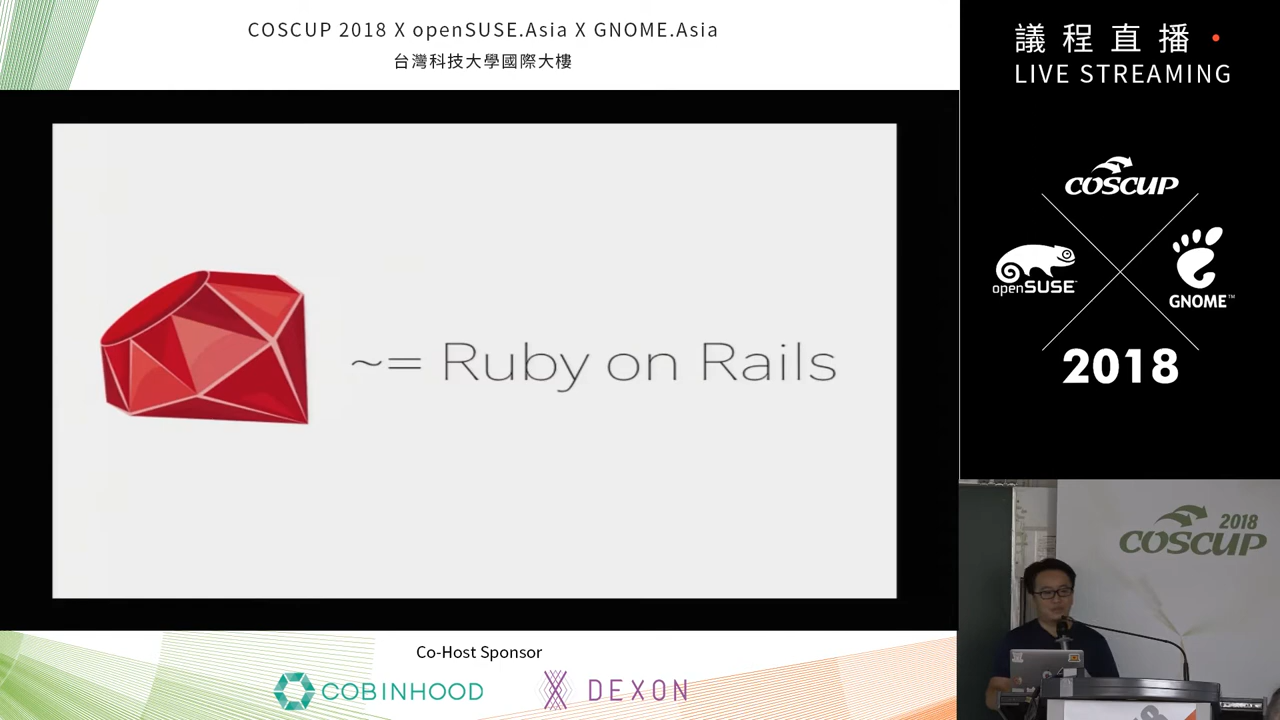 COSCUP 2018 X openSUSE.Asia X GNOME.Asia
台灣科技大學國際大樓
~= Ruby on Rails
Co-Host Sponsor
COBINHOOD
DEXON
議程直播
LIVE STREAMING
COSCUP
openSUSE
GNOME™
2018
2018
COSCUP